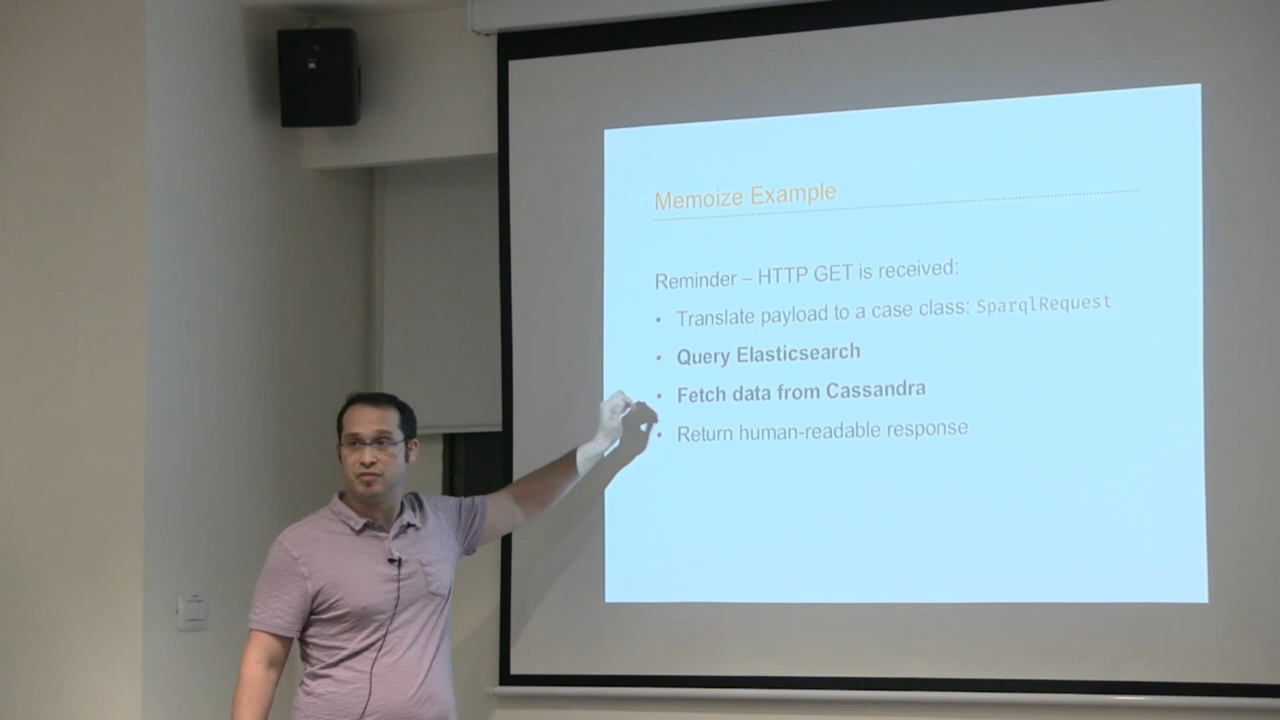 Memoize Example
Reminder – HTTP GET is received:
• Translate payload to a case class: SparqlRequest
• Query Elasticsearch
• Fetch data from Cassandra
• Return human-readable response